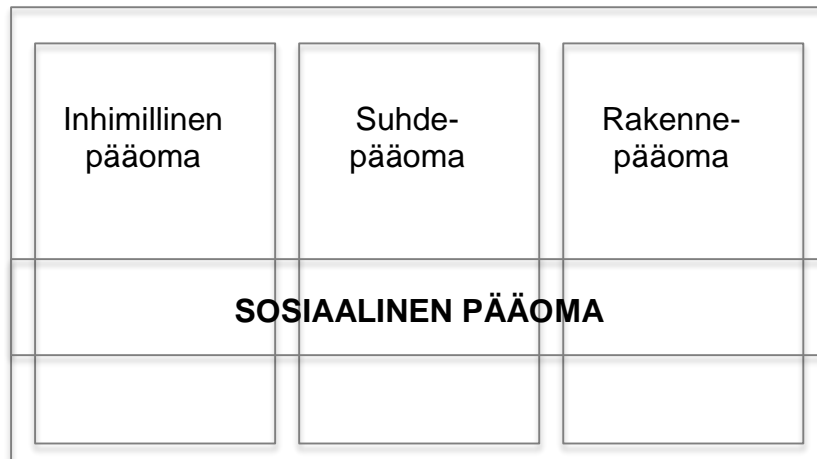 Inhimillinen
pääoma
Suhde-
pääoma
Rakenne-
pääoma
SOSIAALINEN PÄÄOMA